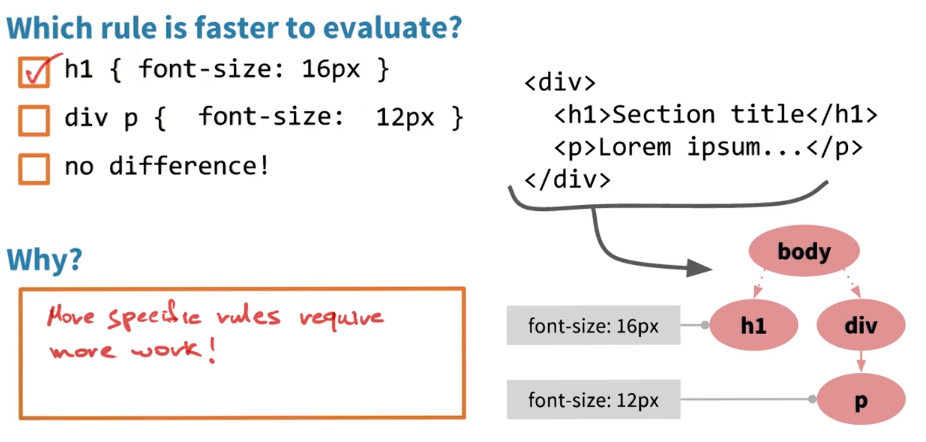 Which rule is faster to evaluate?
h1 { font-size: 16px }
div p {  font-size:  12px }
no difference!
Why?
More specific rules require
more work!
<div>
<h1>Section title</h1>
<p>Lorem ipsum...</p>
</div>
body
font-size: 16px
h1
div
font-size: 12px
p